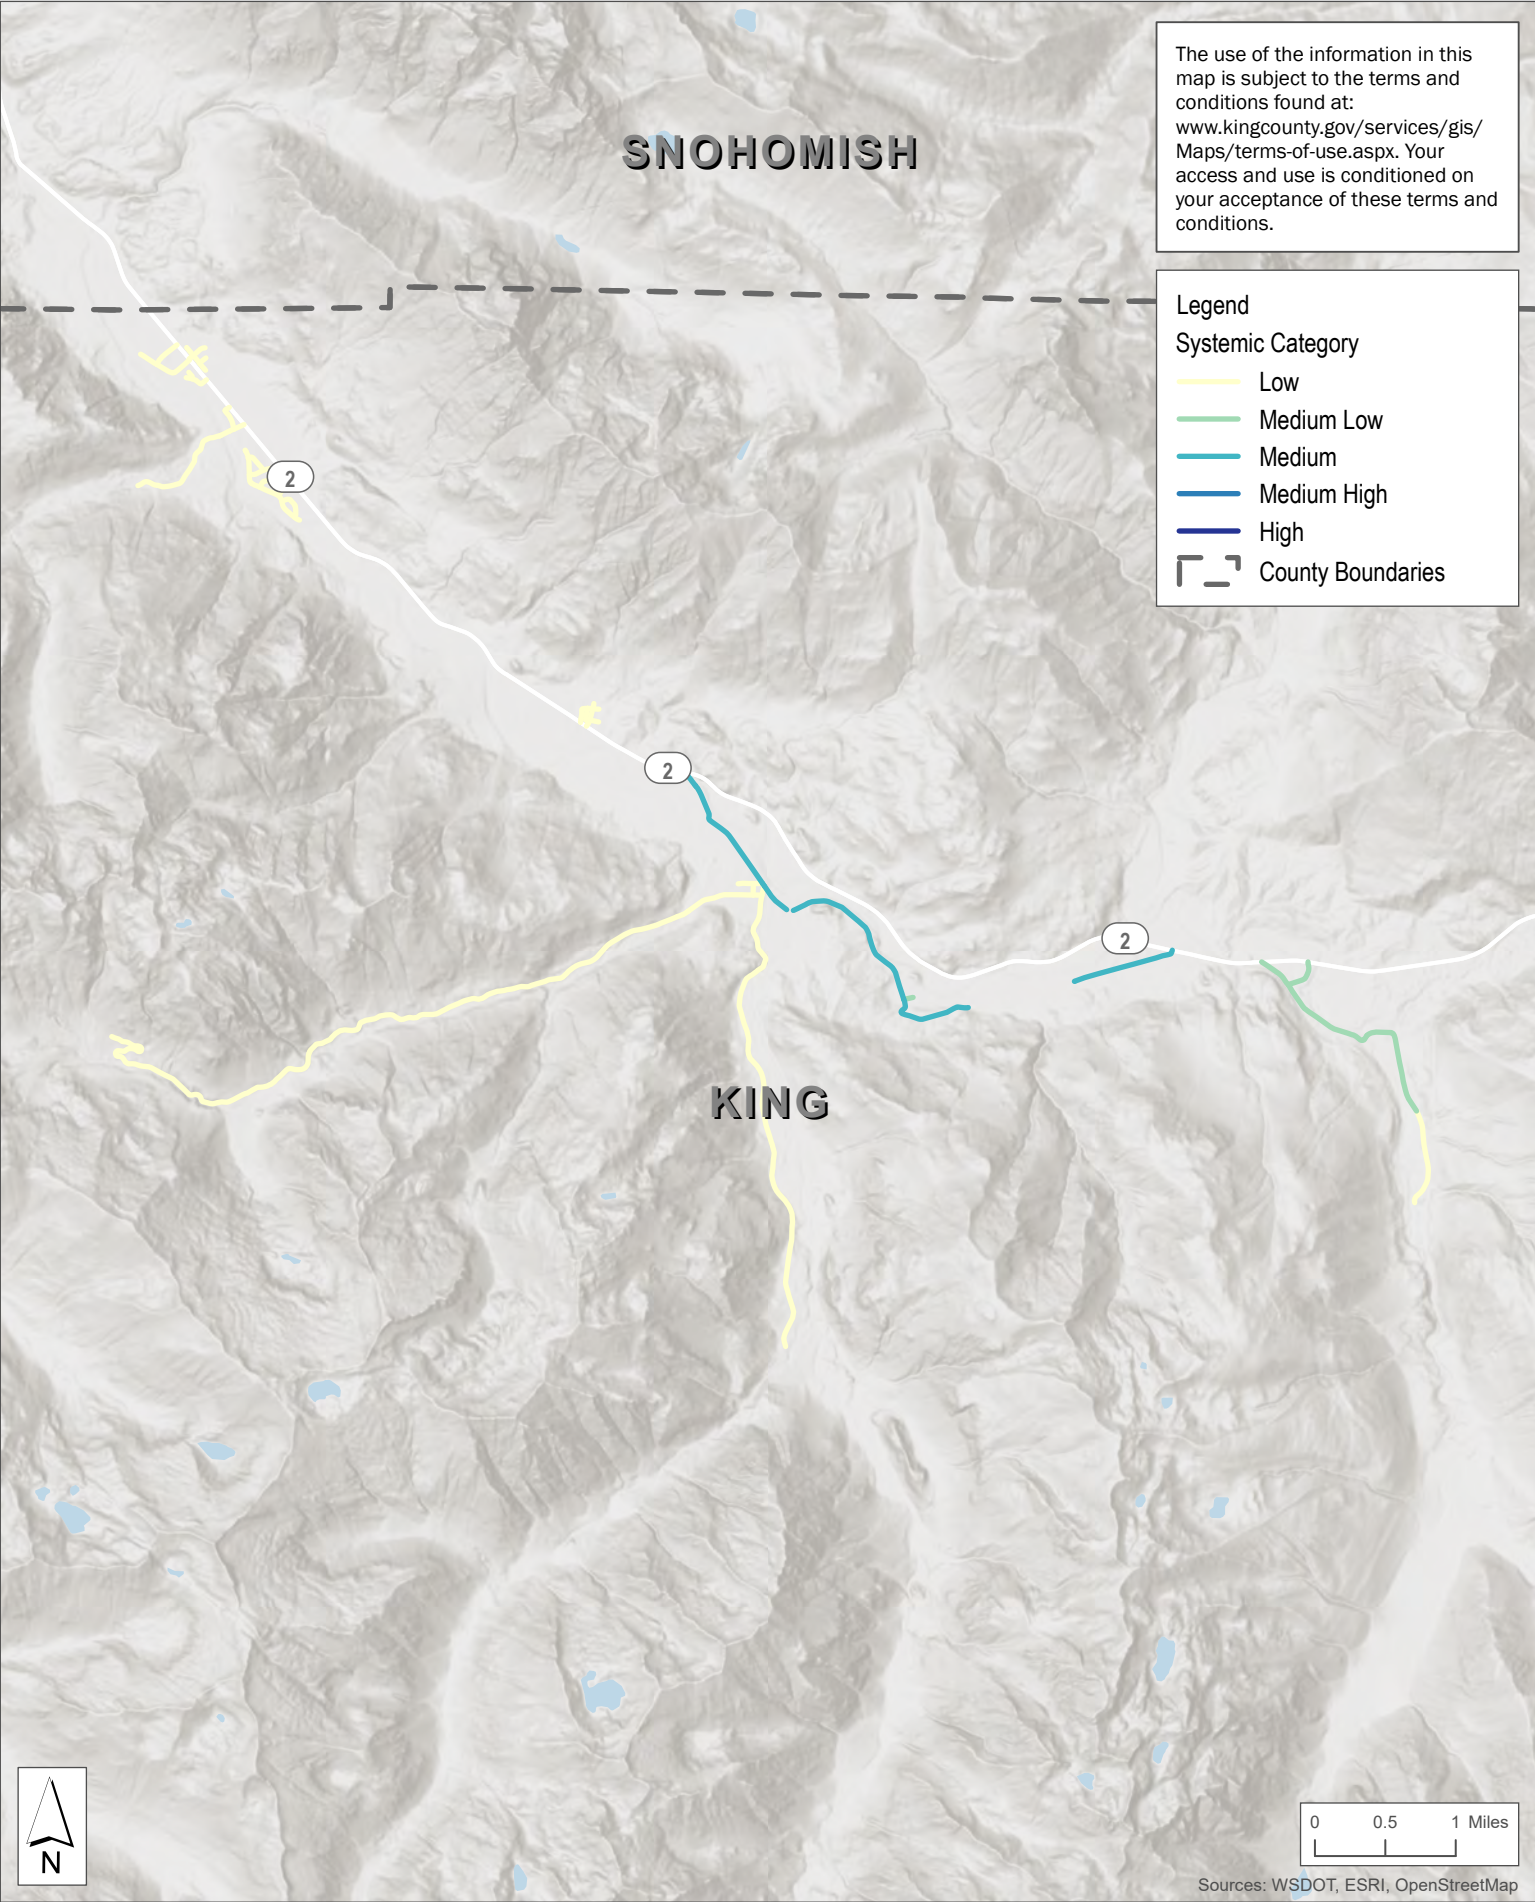 The use of the information in this
map is subject to the terms and
conditions found at:
www.kingcounty.gov/services/gis/
Maps/terms-of-use.aspx. Your
access and use is conditioned on
your acceptance of these terms and
conditions.
SNOHOMISH
Legend
Systemic Category
Low
Medium Low
Medium
Medium High
High
County Boundaries
2
2
2
KING
N
0 0.5 1 Miles
Sources: WSDOT, ESRI, OpenStreetMap